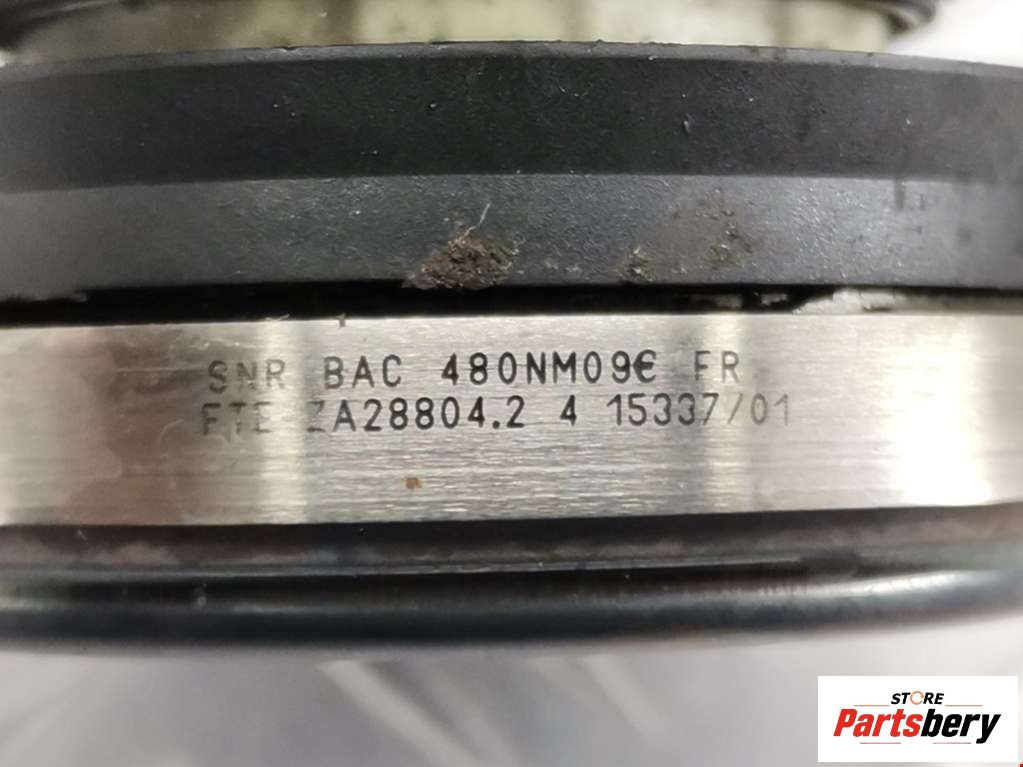 SNR BAC 480NM09€ FR
FTE ZA28804.2 4 15337/01
STORE
Partsbery